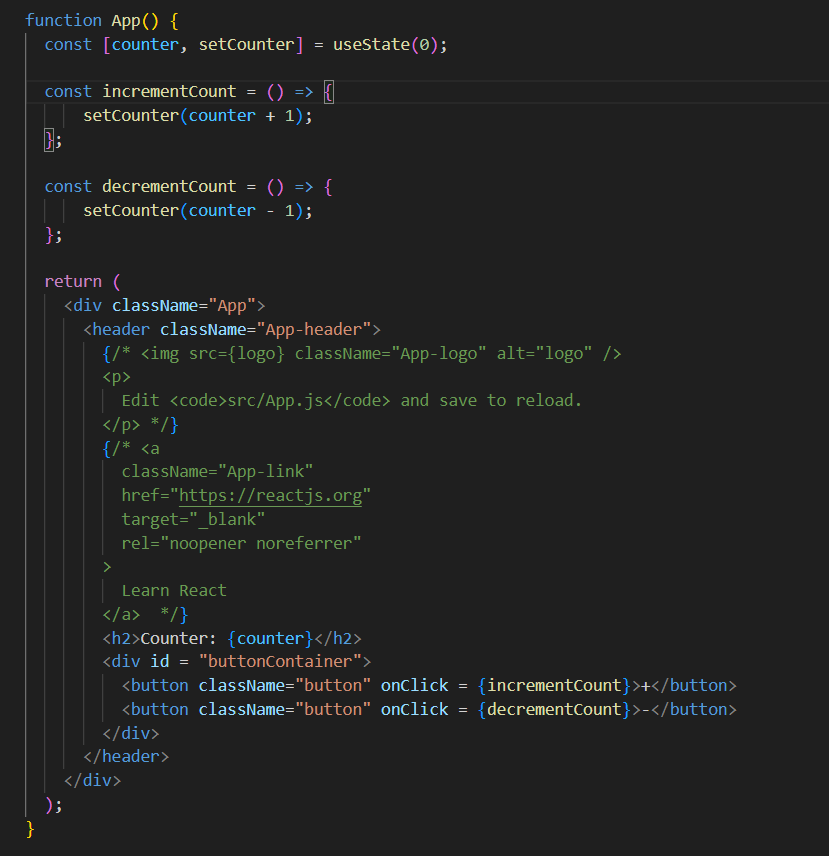 function App() {
  const [counter, setCounter] = useState(0);

  const incrementCount = () => {
      setCounter(counter + 1);
  };

  const decrementCount = () => {
      setCounter(counter - 1);
  };

  return (
    <div className="App">
      <header className="App-header">
        {/* <img src={logo} className="App-logo" alt="logo" />
        <p>
          Edit <code>src/App.js</code> and save to reload.
        </p> */}
        {/* <a
          className="App-link"
          href="https://reactjs.org"
          target="_blank"
          rel="noopener noreferrer"
        >
          Learn React
        </a>  */}
        <h2>Counter: {counter}</h2>
        <div id = "buttonContainer">
          <button className="button" onClick = {incrementCount}>+</button>
          <button className="button" onClick = {decrementCount}>-</button>
        </div>
      </header>
    </div>
  );
}